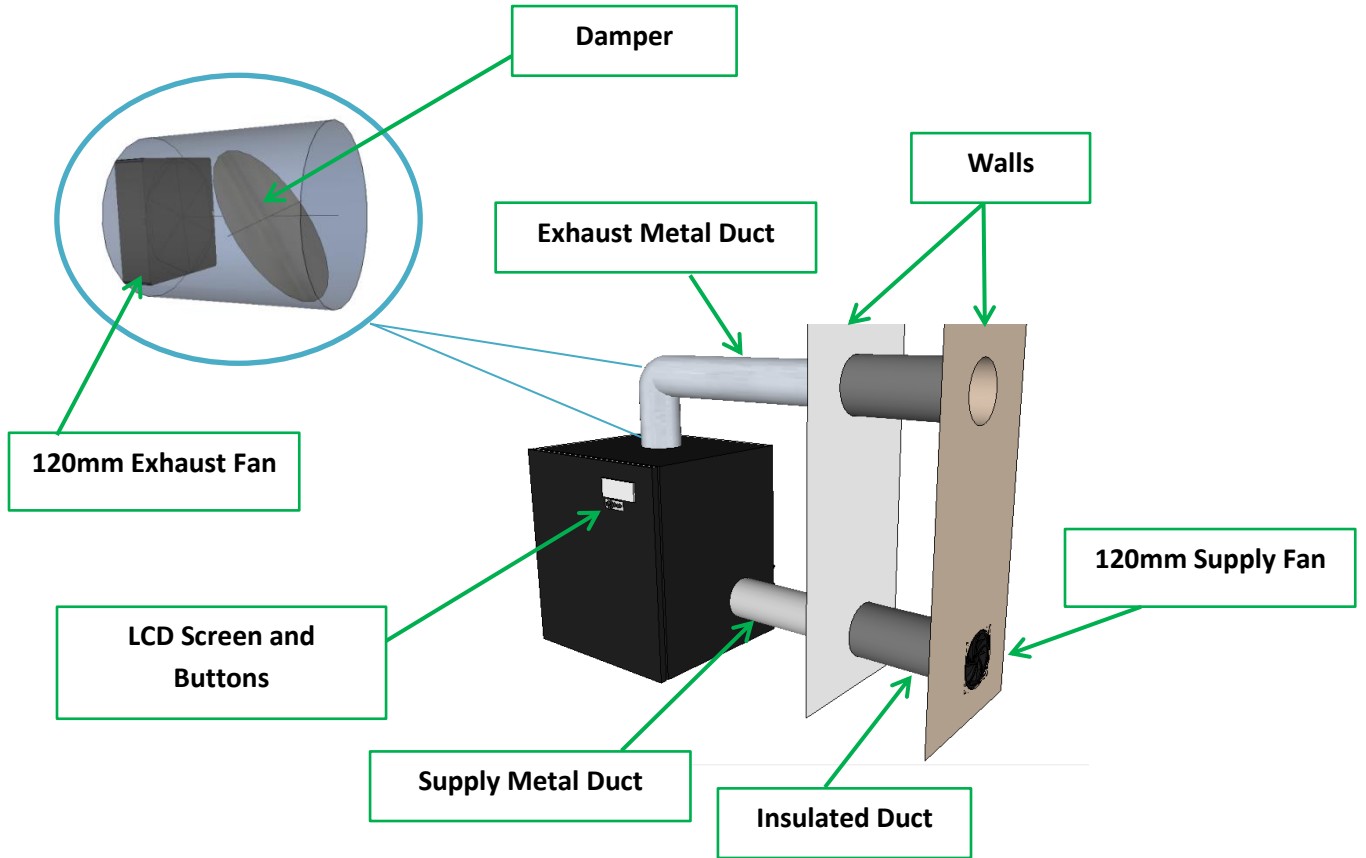 Damper
Walls
Exhaust Metal Duct
120mm Exhaust Fan
120mm Supply Fan
LCD Screen and
Buttons
Supply Metal Duct
Insulated Duct